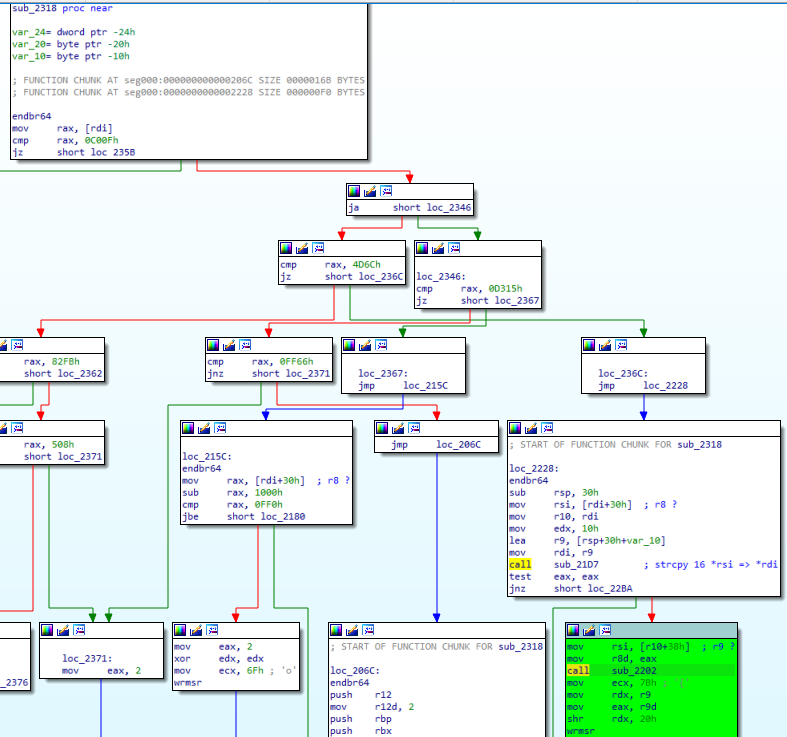 sub_2318 proc near
var_24= dword ptr -24h
var_20= byte ptr -20h
var_10= byte ptr -10h
; FUNCTION CHUNK AT seg000:000000000000206C SIZE 0000016B BYTES
; FUNCTION CHUNK AT seg000:0000000000002228 SIZE 000000F0 BYTES
endbr64
mov rax, [rdi]
cmp rax, 0C00Fh
jz short loc_235B
ja short loc_2346
cmp rax, 4D6Ch
jz short loc_236C
loc_2346:
cmp rax, 0D315h
jz short loc_2367
rax, 82FBh
short loc_2362
cmp rax, 0FF66h
jnz short loc_2371
loc_2367:
jmp loc_215C
loc_236C:
jmp loc_2228
rax, 508h
short loc_2371
loc_215C:
endbr64
mov rax, [rdi+30h] ; r8 ?
sub rax, 1000h
cmp rax, 0FF0h
jbe short loc_2180
jmp loc_206C
; START OF FUNCTION CHUNK FOR sub_2318
loc_2228:
endbr64
sub rsp, 30h
mov rsi, [rdi+30h] ; r8 ?
mov r10, rdi
mov edx, 10h
lea r9, [rsp+30h+var_10]
mov rdi, r9
call sub_21D7 ; strcpy 16 *rsi => *rdi
test eax, eax
jnz short loc_22BA
_2376
loc_2371:
mov eax, 2
mov eax, 2
xor edx, edx
mov ecx, 6Fh ; 'o'
wrmsr
; START OF FUNCTION CHUNK FOR sub_2318
loc_206C:
endbr64
push r12
mov r12d, 2
push rbp
push rbx
mov rsi, [r10+38h] ; r9 ?
mov r8d, eax
call sub_2202
mov ecx, 7Bh ; '{'
mov rdx, r9
mov eax, r9d
shr rdx, 20h
wrmsr